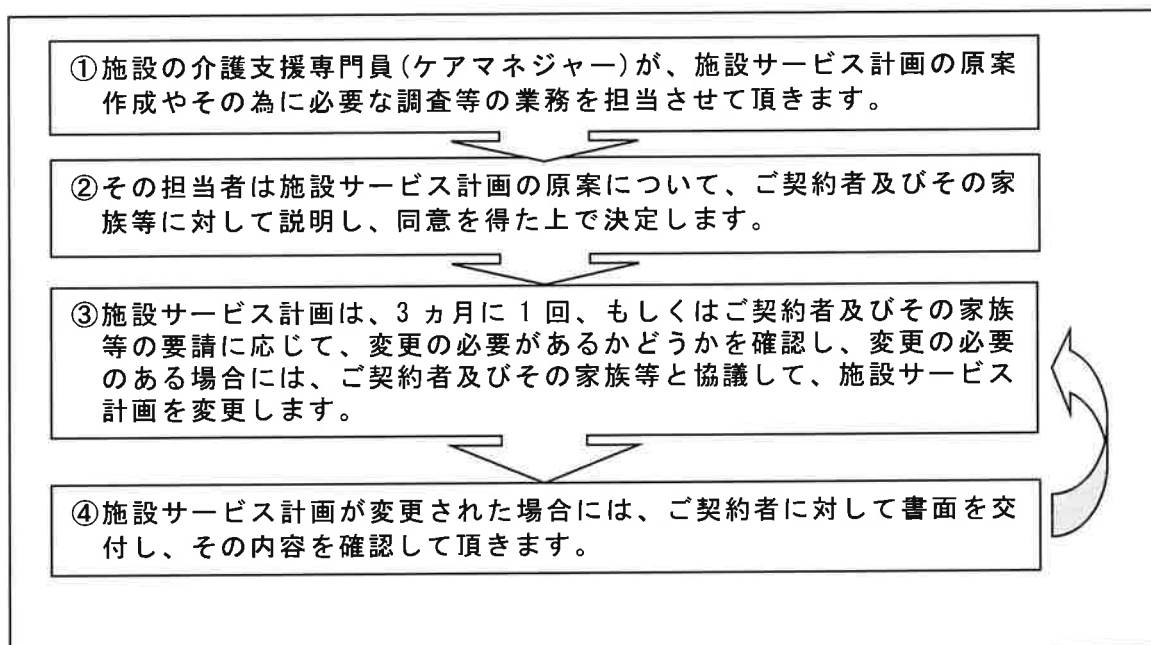 ①施設の介護支援専門員(ケアマネジャー)が、施設サービス計画の原案
作成やその為に必要な調査等の業務を担当させて頂きます。
②その担当者は施設サービス計画の原案について、ご契約者及びその家
族等に対して説明し、同意を得た上で決定します。
③施設サービス計画は、3 ヵ月に 1 回、もしくはご契約者及びその家族
等の要請に応じて、変更の必要があるかどうかを確認し、変更の必要
のある場合には、ご契約者及びその家族等と協議して、施設サービス
計画を変更します。
④施設サービス計画が変更された場合には、ご契約者に対して書面を交
付し、その内容を確認して頂きます。